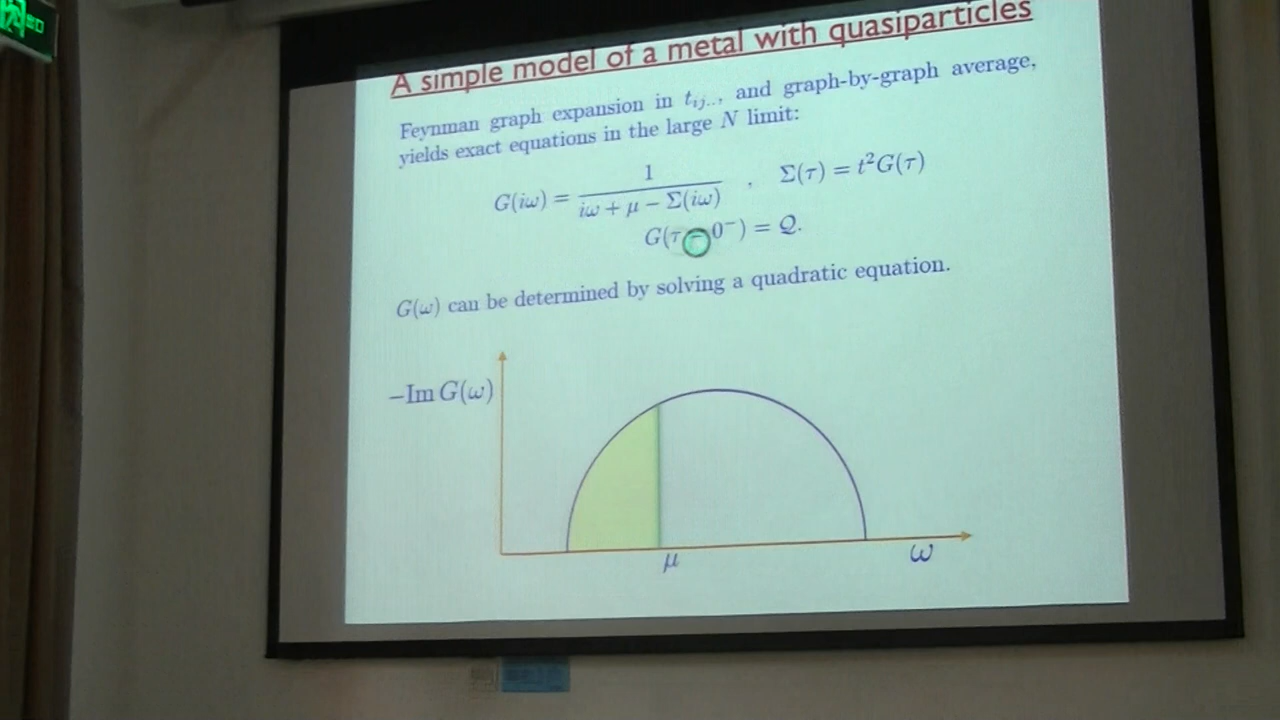 A simple model of a metal with quasiparticles
Feynman graph expansion in t_{ij..}, and graph-by-graph average,
yields exact equations in the large N limit:
G(iω) = 1 / (iω + μ − Σ(iω)) , Σ(τ) = t²G(τ)
G(τ = 0⁻) = Q.
G(ω) can be determined by solving a quadratic equation.
−Im G(ω)
μ
ω